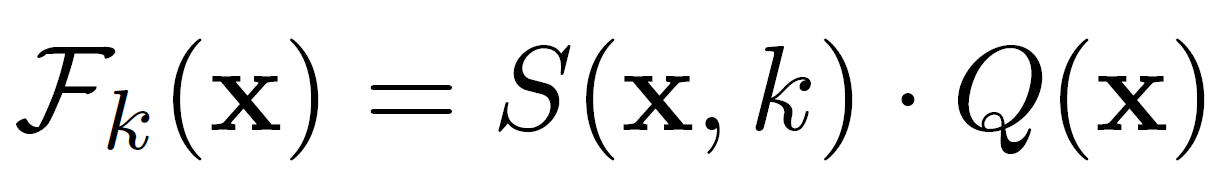 ℱₖ(𝐱) = S(𝐱, k) · Q(𝐱)